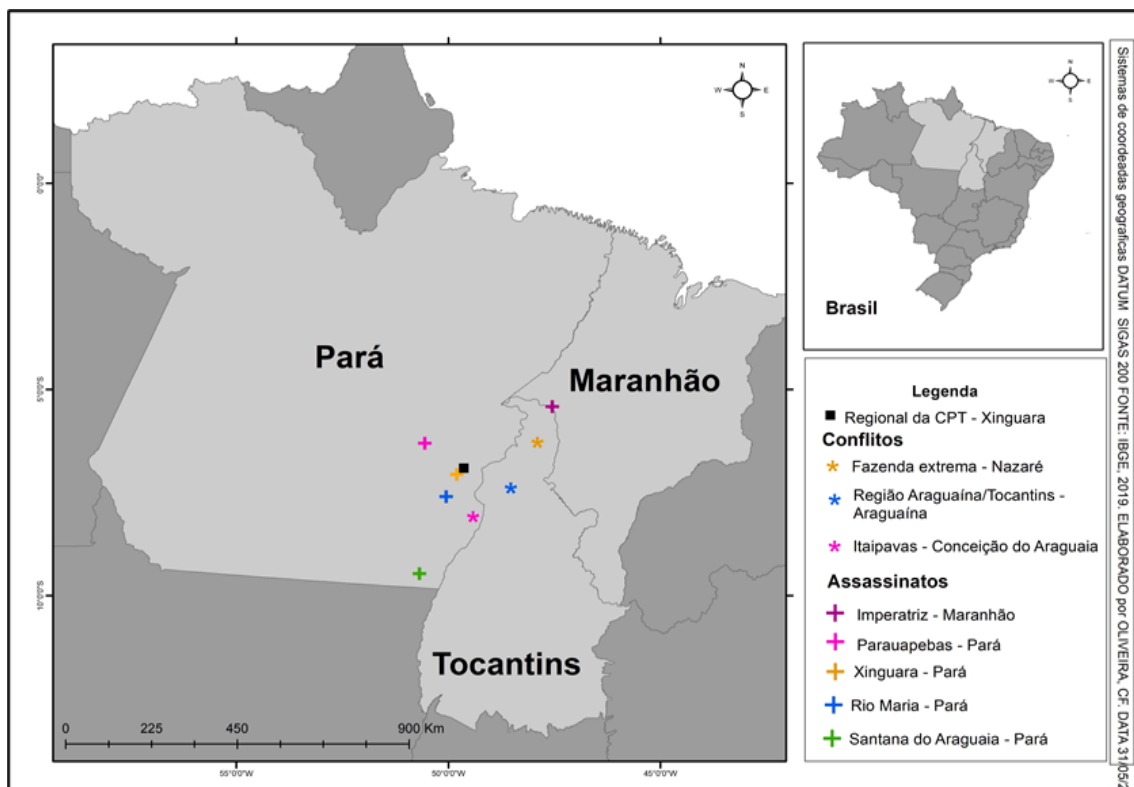 N
W E
S
Pará
Maranhão
Tocantins
0 225 450 900 Km
55°0'0"W 50°0'0"W 45°0'0"W
0°0'0"
5°0'0"S
10°0'0"S
N
W E
S
Brasil
Legenda
Regional da CPT - Xinguara
Conflitos
Fazenda extrema - Nazaré
Região Araguaína/Tocantins -
Araguaína
Itaipavas - Conceição do Araguaia
Assassinatos
Imperatriz - Maranhão
Parauapebas - Pará
Xinguara - Pará
Rio Maria - Pará
Santana do Araguaia - Pará
Sistemas de coordeadas geograficas DATUM SIGAS 200 FONTE: IBGE, 2019. ELABORADO por OLIVEIRA, CF. DATA 31/05/2